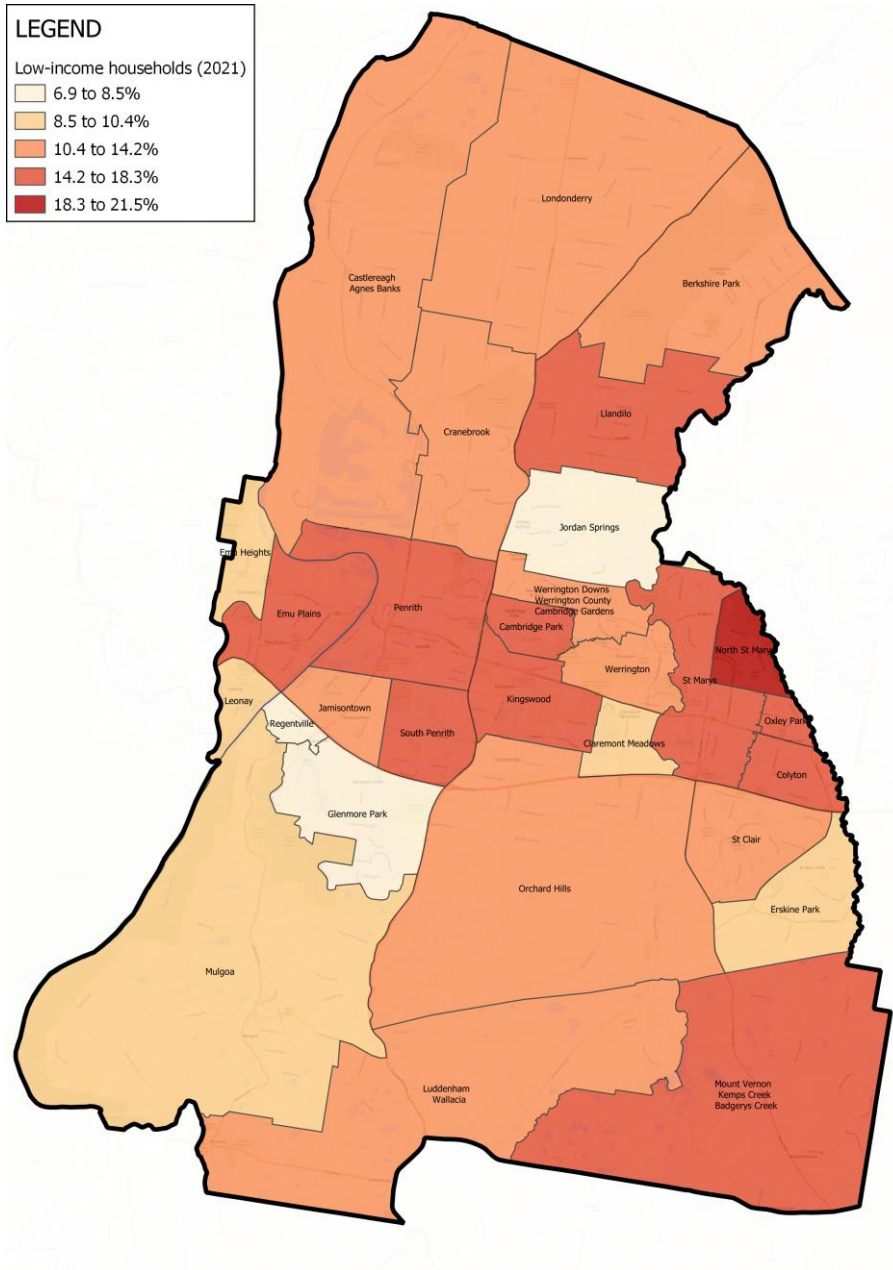 LEGEND
Low-income households (2021)
6.9 to 8.5%
8.5 to 10.4%
10.4 to 14.2%
14.2 to 18.3%
18.3 to 21.5%
Londonderry
Castlereagh
Agnes Banks
Berkshire Park
Llandilo
Cranebrook
Jordan Springs
Emu Heights
Werrington Downs
Werrington County
Cambridge Gardens
Emu Plains
Penrith
Cambridge Park
North St Mary
Werrington
St Marys
Leonay
Kingswood
Jamisontown
Regentville
Oxley Park
South Penrith
Claremont Meadows
Colyton
Glenmore Park
St Clair
Orchard Hills
Erskine Park
Mulgoa
Luddenham
Wallacia
Mount Vernon
Kemps Creek
Badgerys Creek